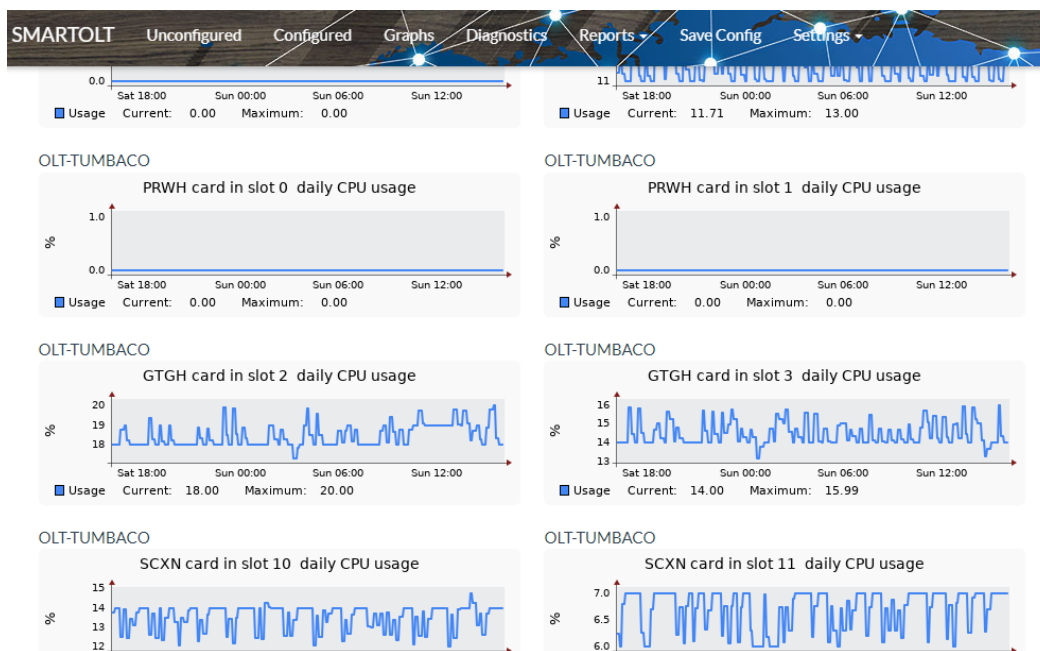 SMARTOLT Unconfigured Configured Graphs Diagnostics Reports Save Config Settings
0.0
Sat 18:00 Sun 00:00 Sun 06:00 Sun 12:00
Usage Current: 0.00 Maximum: 0.00
11
Sat 18:00 Sun 00:00 Sun 06:00 Sun 12:00
Usage Current: 11.71 Maximum: 13.00
OLT-TUMBACO
PRWH card in slot 0 daily CPU usage
%
1.0
0.0
Sat 18:00 Sun 00:00 Sun 06:00 Sun 12:00
Usage Current: 0.00 Maximum: 0.00
OLT-TUMBACO
PRWH card in slot 1 daily CPU usage
%
1.0
0.0
Sat 18:00 Sun 00:00 Sun 06:00 Sun 12:00
Usage Current: 0.00 Maximum: 0.00
OLT-TUMBACO
GTGH card in slot 2 daily CPU usage
%
20
19
18
Sat 18:00 Sun 00:00 Sun 06:00 Sun 12:00
Usage Current: 18.00 Maximum: 20.00
OLT-TUMBACO
GTGH card in slot 3 daily CPU usage
%
16
15
14
13
Sat 18:00 Sun 00:00 Sun 06:00 Sun 12:00
Usage Current: 14.00 Maximum: 15.99
OLT-TUMBACO
SCXN card in slot 10 daily CPU usage
%
15
14
13
12
OLT-TUMBACO
SCXN card in slot 11 daily CPU usage
%
7.0
6.5
6.0